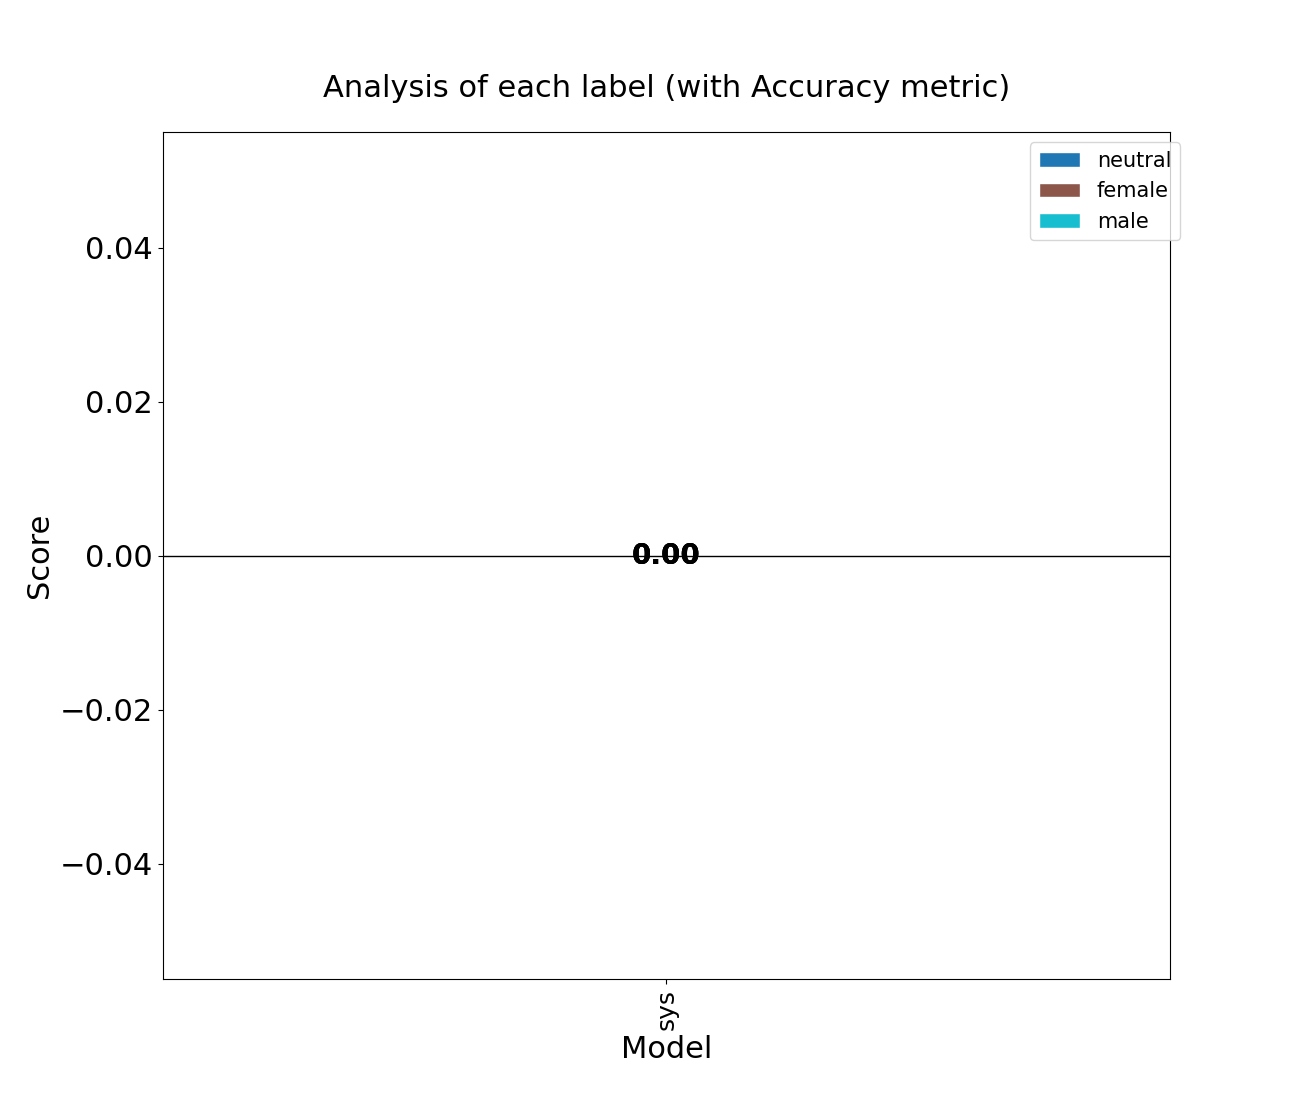 Analysis of each label (with Accuracy metric)
neutral
female
male
0.04
0.02
0.00
−0.02
−0.04
0.00
Score
sys
Model